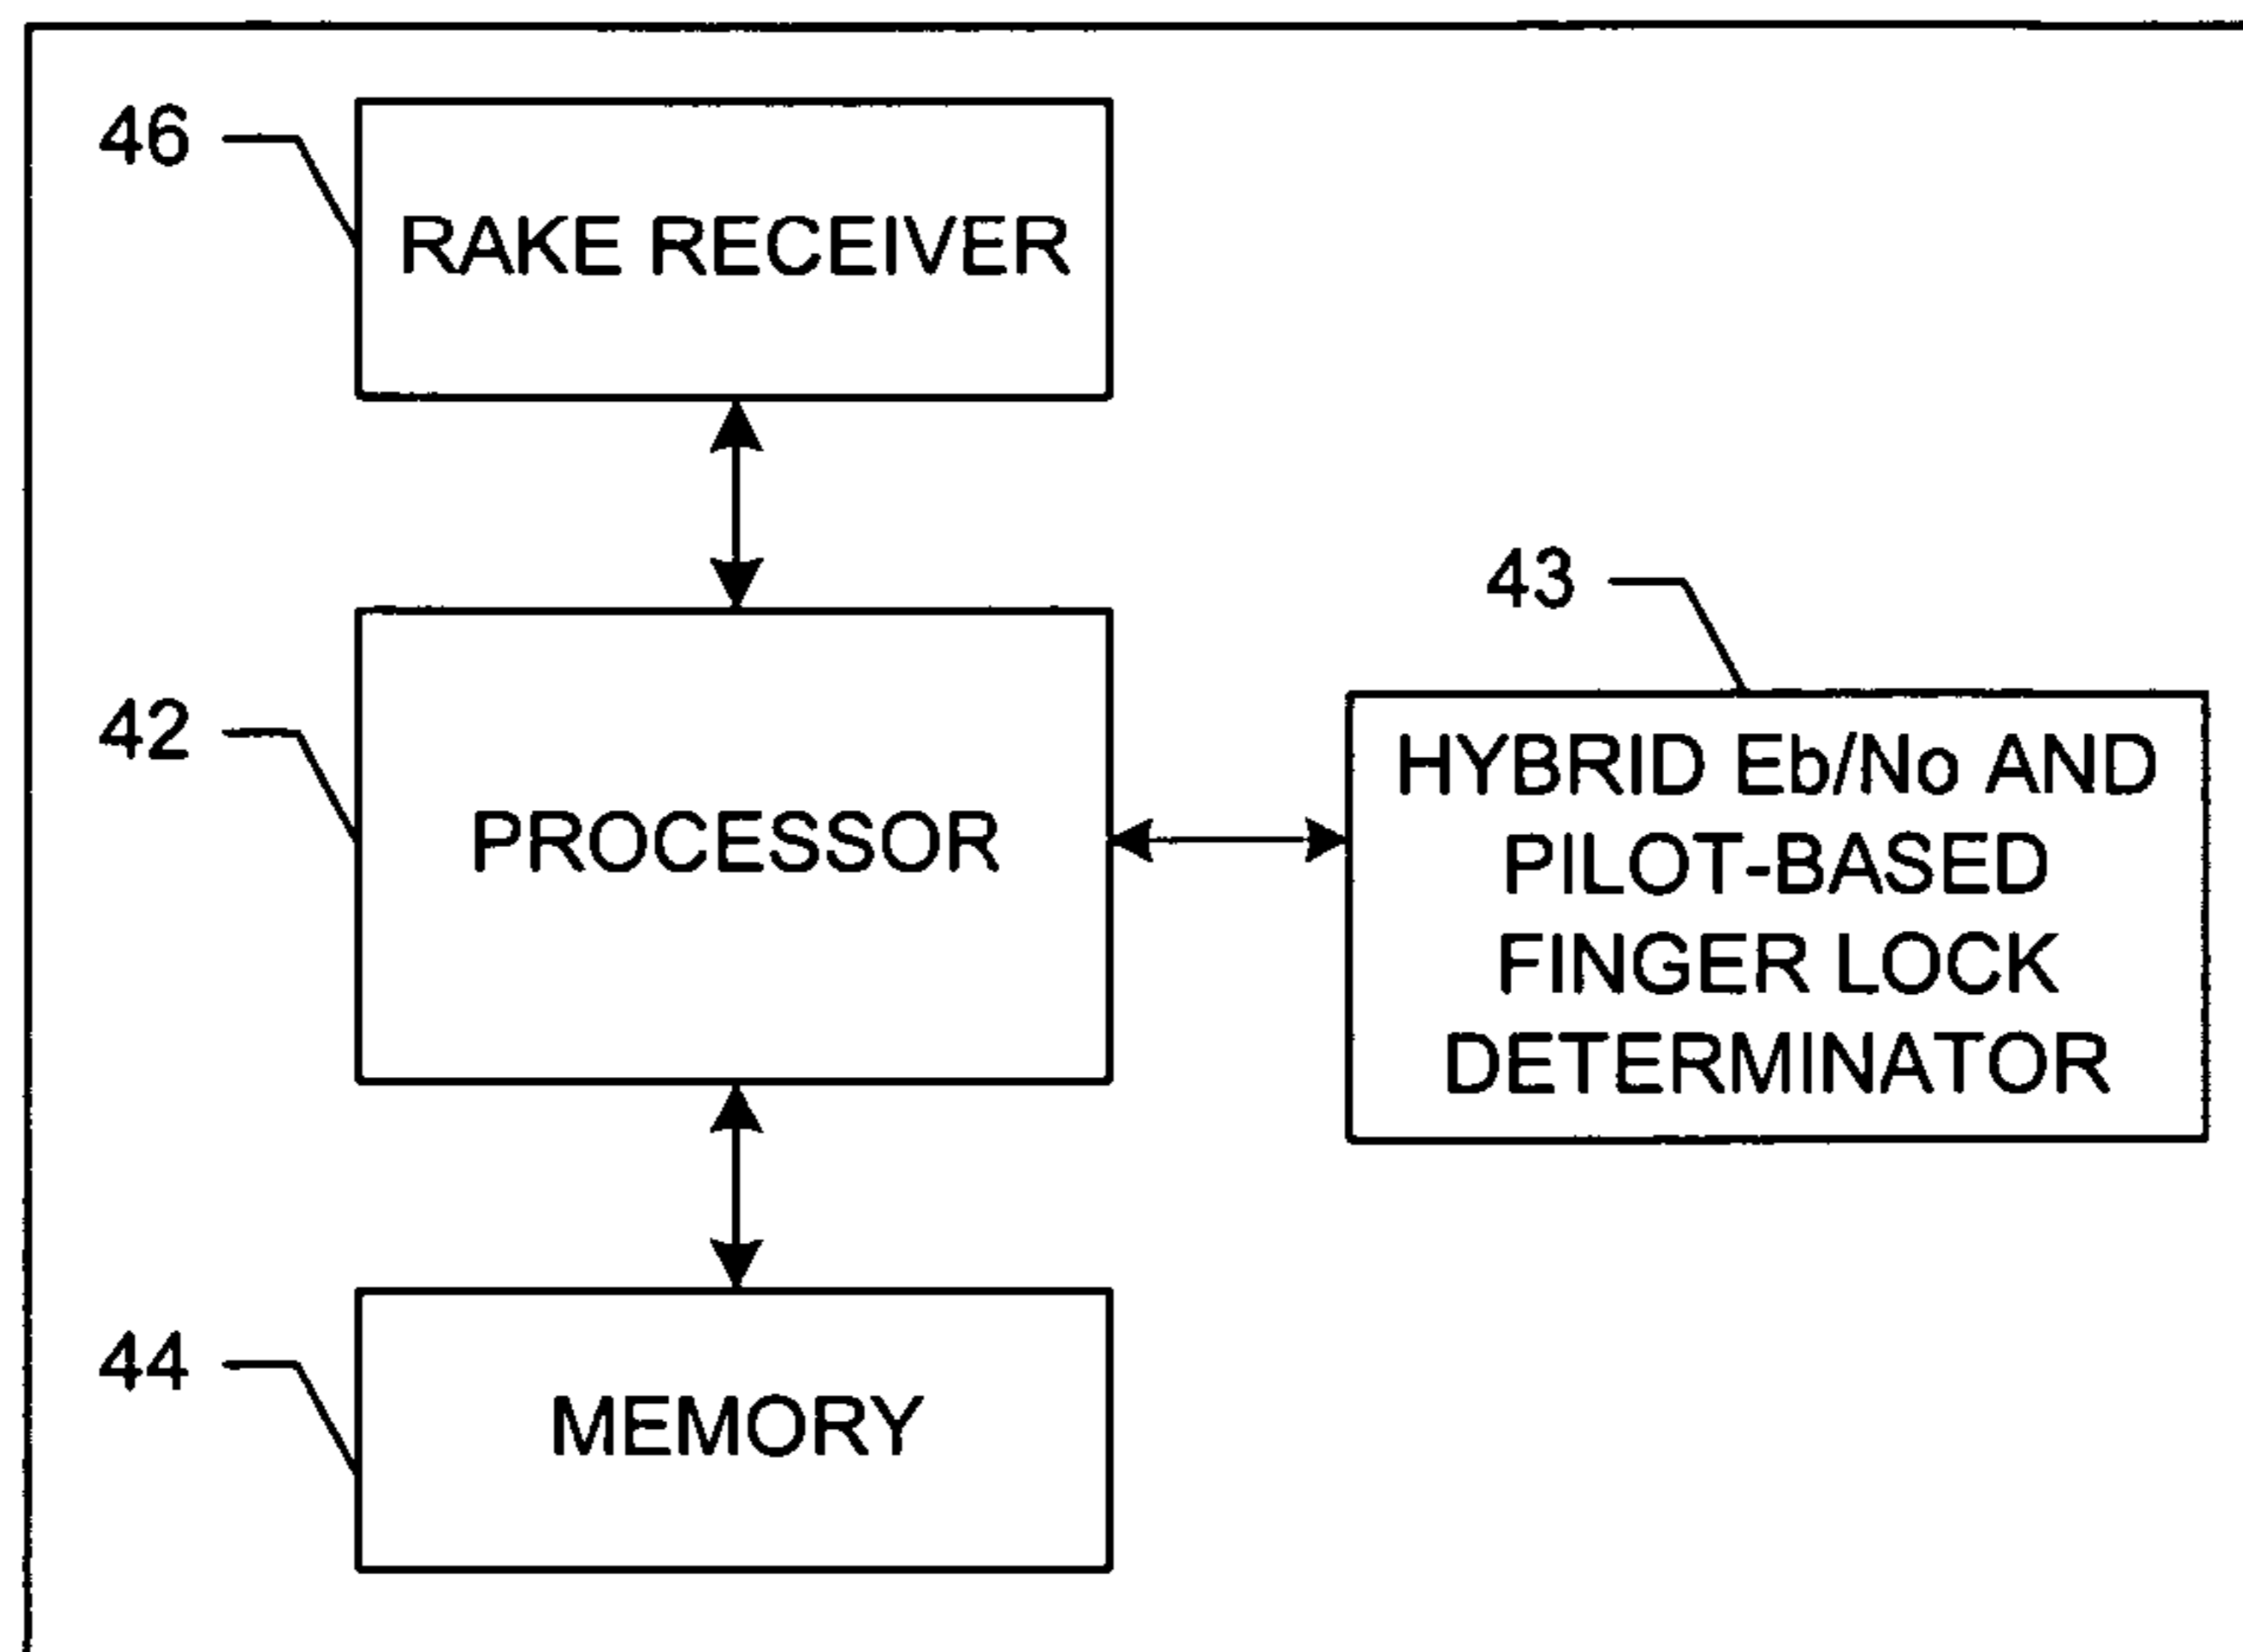 46
RAKE RECEIVER
43
42
PROCESSOR
HYBRID Eb/No AND
PILOT-BASED
FINGER LOCK
DETERMINATOR
44
MEMORY